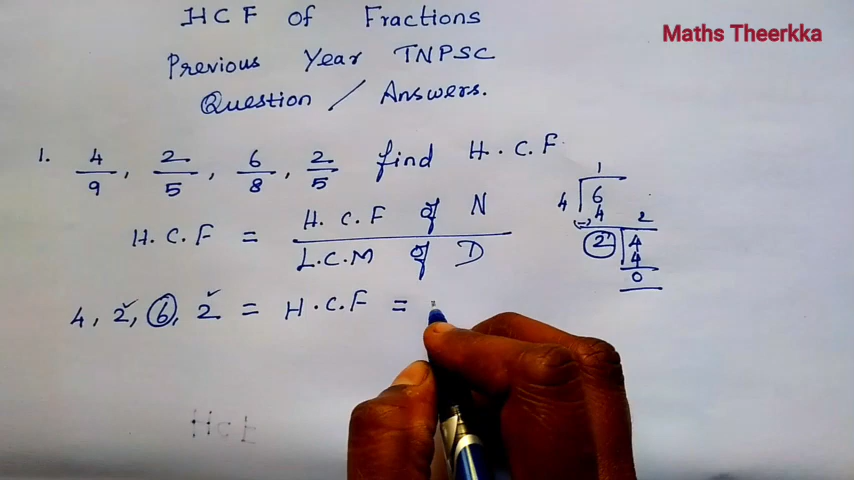 HCF of Fractions
Maths Theerkka
Previous Year TNPSC
Question / Answers.
1. 4/9, 2/5, 6/8, 2/5 find H.C.F.
H.C.F = H.C.F of N / L.C.M of D
1
4 6
4 2
2 4
4
0
4, 2, 6, 2 = H.C.F =
HCF